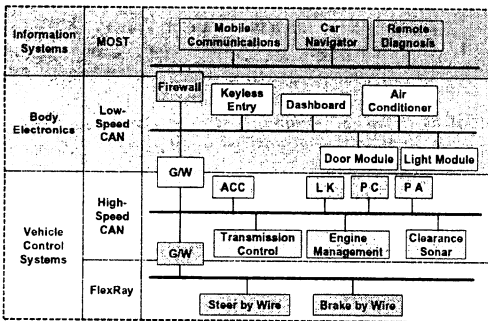 Information Systems
MOST
Mobile Communications
Car Navigator
Remote Diagnosis
Firewall
Body Electronics
Low-Speed CAN
Keyless Entry
Dashboard
Air Conditioner
Door Module
Light Module
G/W
Vehicle Control Systems
High-Speed CAN
ACC
L K
P C
P A
Transmission Control
Engine Management
Clearance Sonar
G/W
FlexRay
Steer by Wire
Brake by Wire